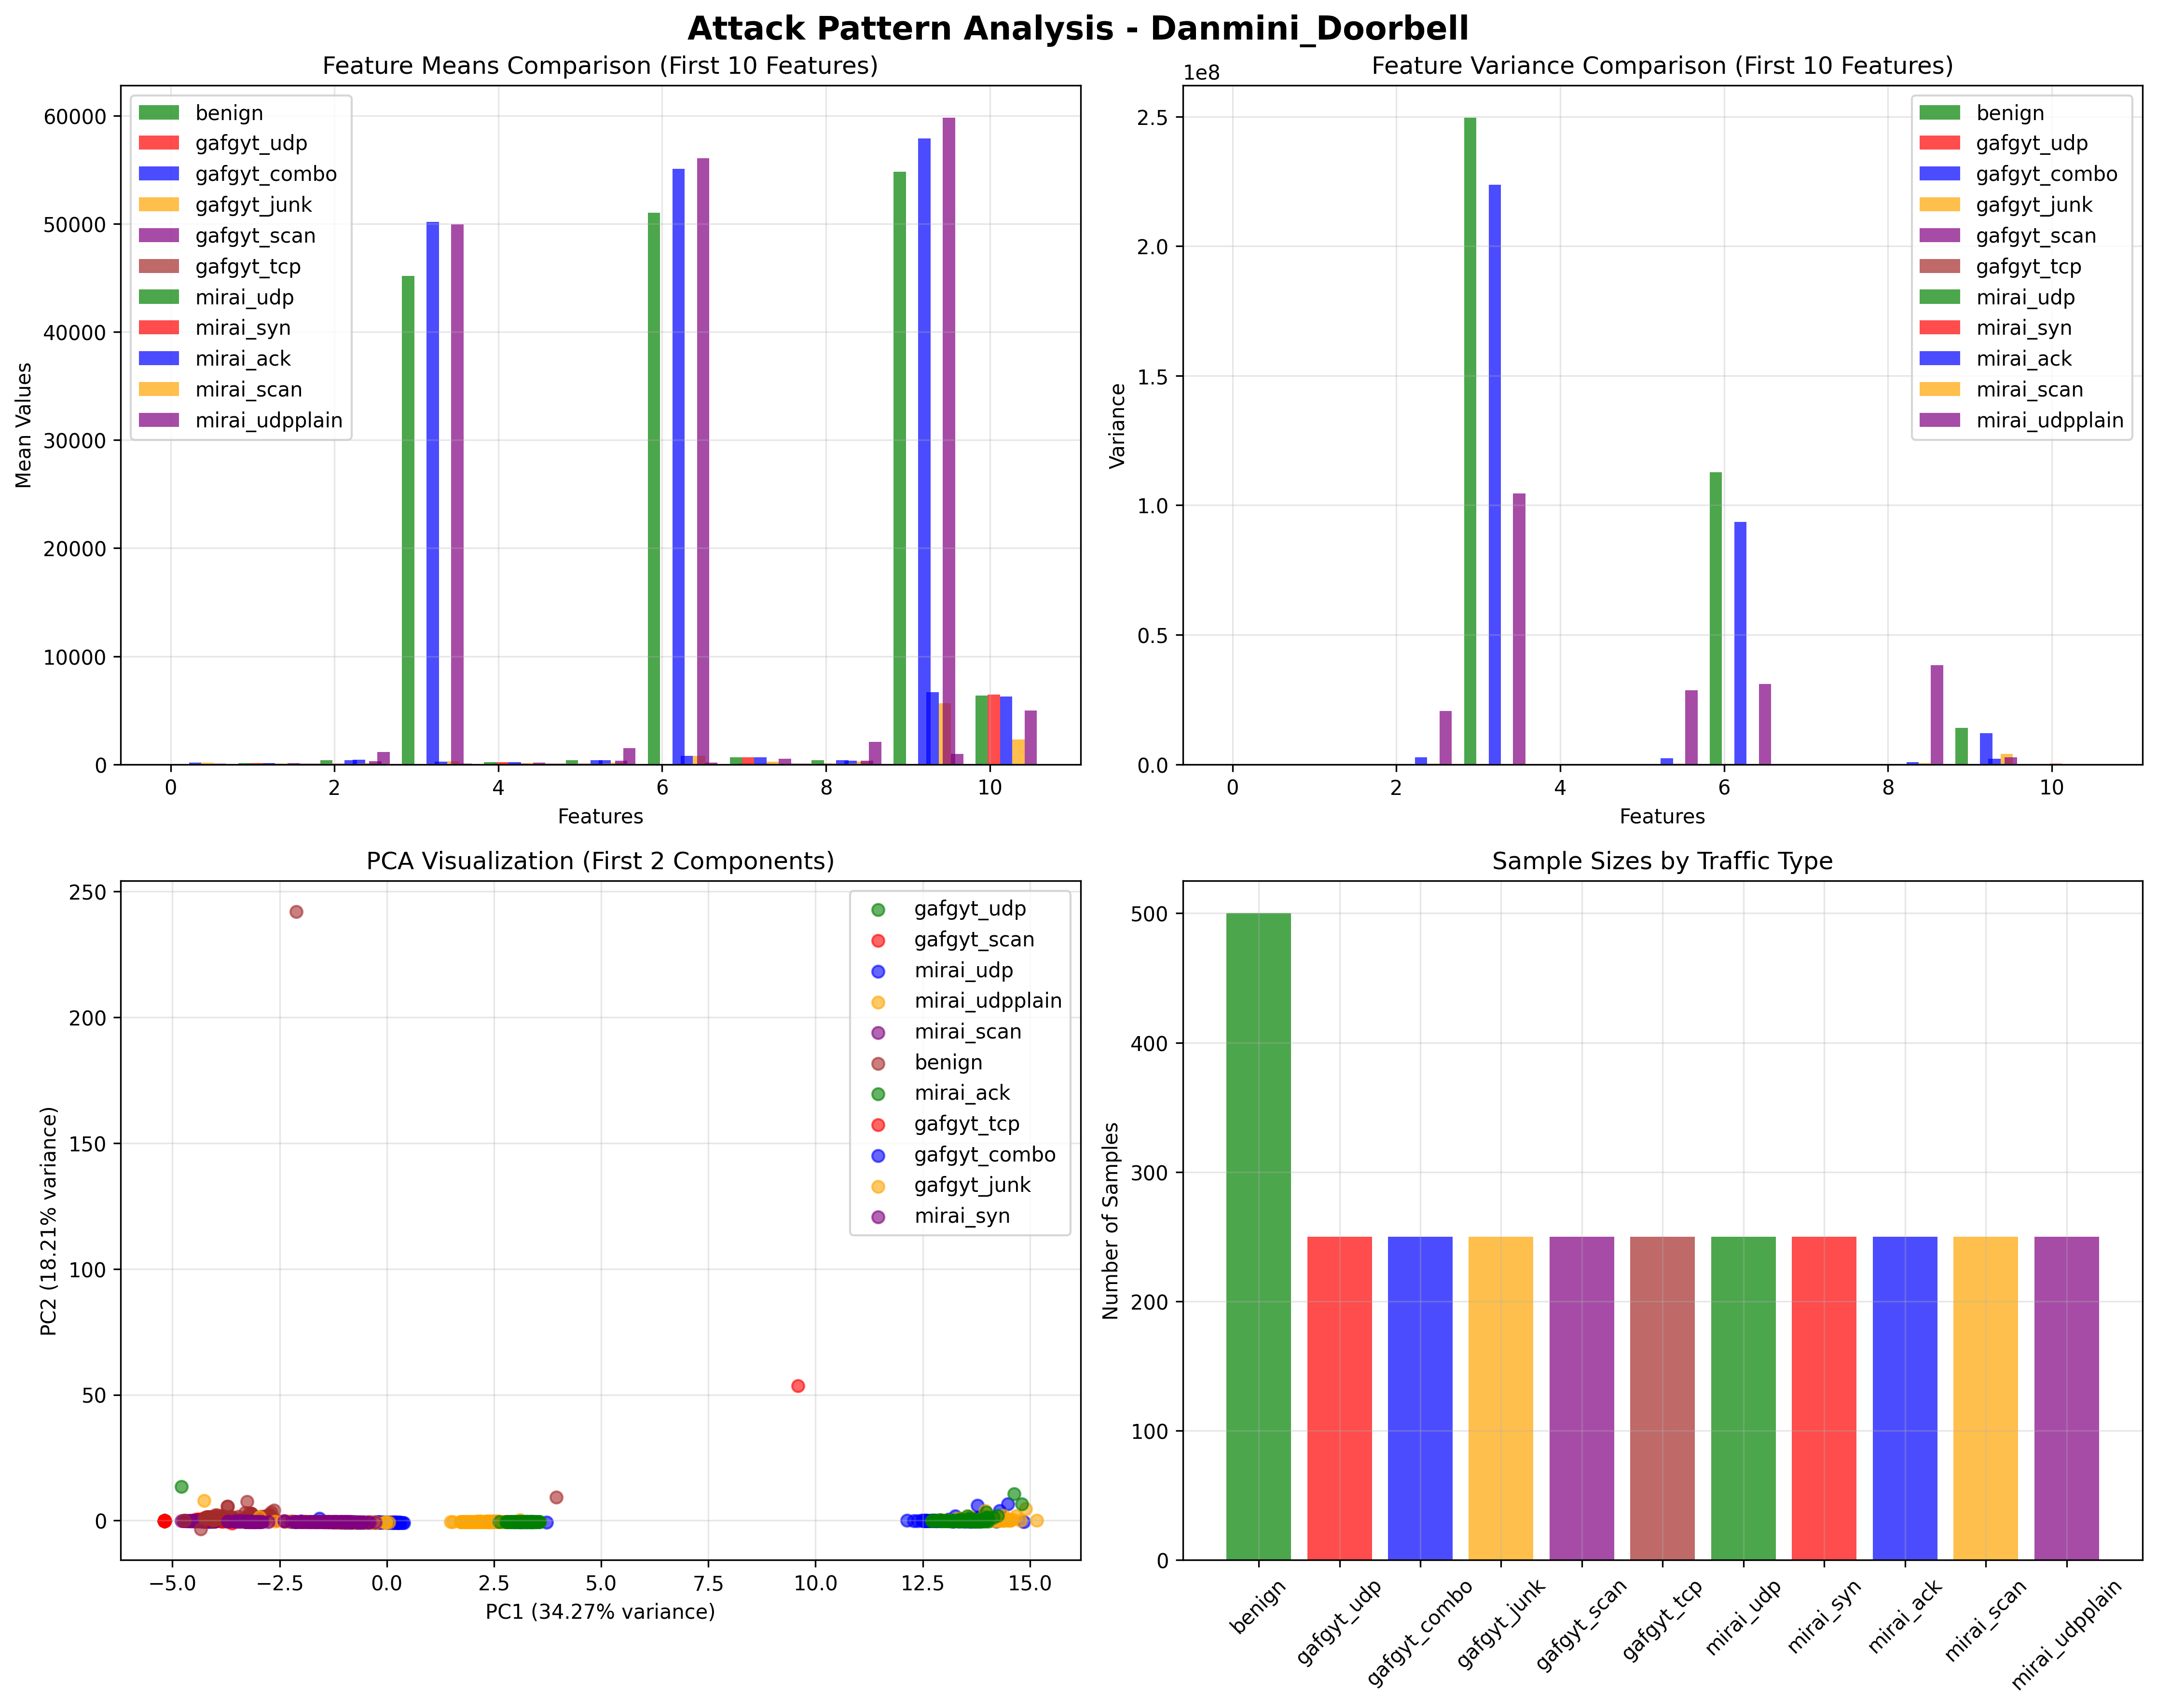 Attack Pattern Analysis - Danmini_Doorbell
Feature Means Comparison (First 10 Features)
60000
50000
40000
30000
20000
10000
0
Mean Values
benign
gafgyt_udp
gafgyt_combo
gafgyt_junk
gafgyt_scan
gafgyt_tcp
mirai_udp
mirai_syn
mirai_ack
mirai_scan
mirai_udpplain
0 2 4 6 8 10
Features
Feature Variance Comparison (First 10 Features)
1e8
2.5
2.0
1.5
1.0
0.5
0.0
Variance
benign
gafgyt_udp
gafgyt_combo
gafgyt_junk
gafgyt_scan
gafgyt_tcp
mirai_udp
mirai_syn
mirai_ack
mirai_scan
mirai_udpplain
0 2 4 6 8 10
Features
PCA Visualization (First 2 Components)
250
200
150
100
50
0
PC2 (18.21% variance)
gafgyt_udp
gafgyt_scan
mirai_udp
mirai_udpplain
mirai_scan
benign
mirai_ack
gafgyt_tcp
gafgyt_combo
gafgyt_junk
mirai_syn
−5.0 −2.5 0.0 2.5 5.0 7.5 10.0 12.5 15.0
PC1 (34.27% variance)
Sample Sizes by Traffic Type
500
400
300
200
100
0
Number of Samples
benign
gafgyt_udp
gafgyt_combo
gafgyt_junk
gafgyt_scan
gafgyt_tcp
mirai_udp
mirai_syn
mirai_ack
mirai_scan
mirai_udpplain